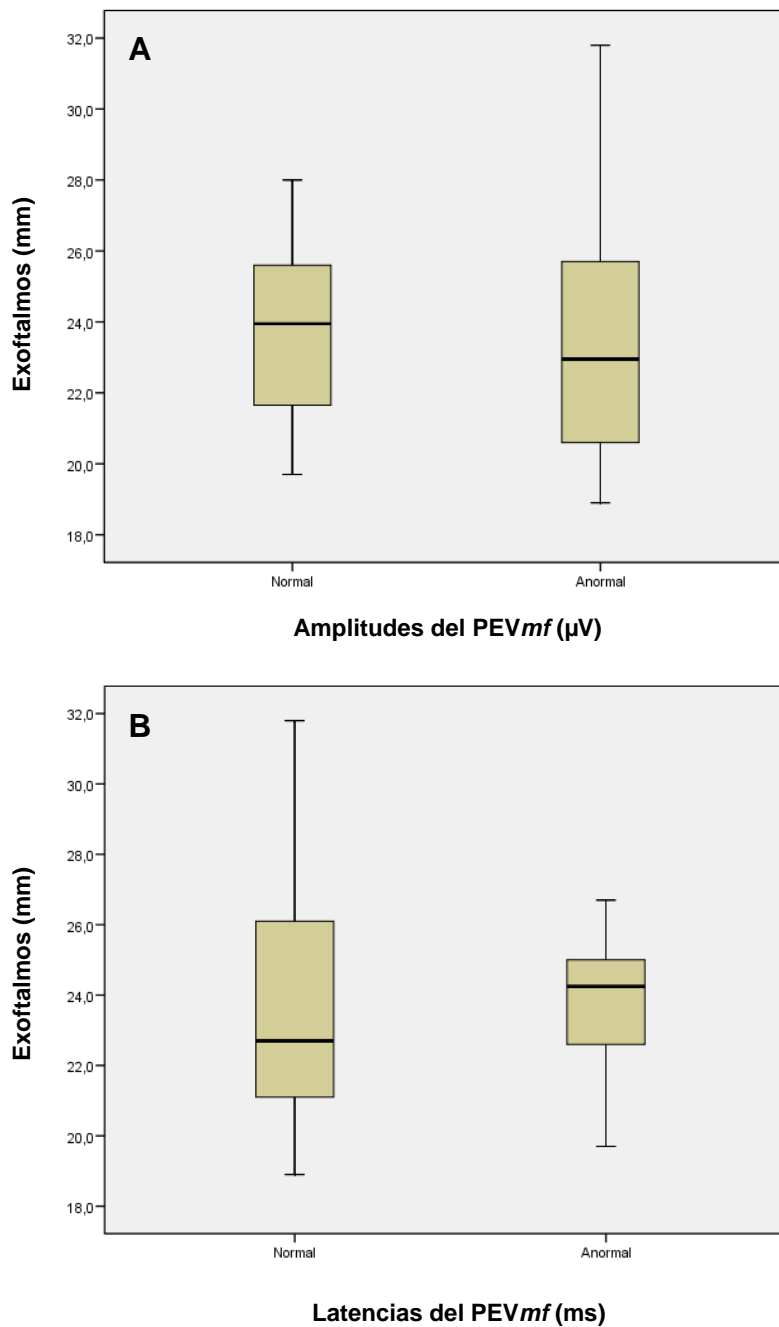 A
32,0
30,0
28,0
26,0
24,0
22,0
20,0
18,0
Exoftalmos (mm)
Normal
Anormal
Amplitudes del PEVmf (µV)
B
32,0
30,0
28,0
26,0
24,0
22,0
20,0
18,0
Exoftalmos (mm)
Normal
Anormal
Latencias del PEVmf (ms)